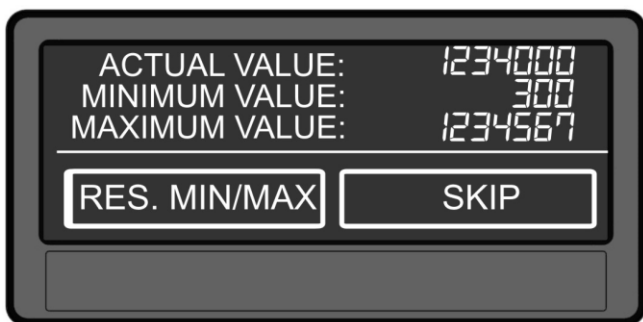 ACTUAL VALUE: 1234000
MINIMUM VALUE: 300
MAXIMUM VALUE: 1234567
RES. MIN/MAX SKIP